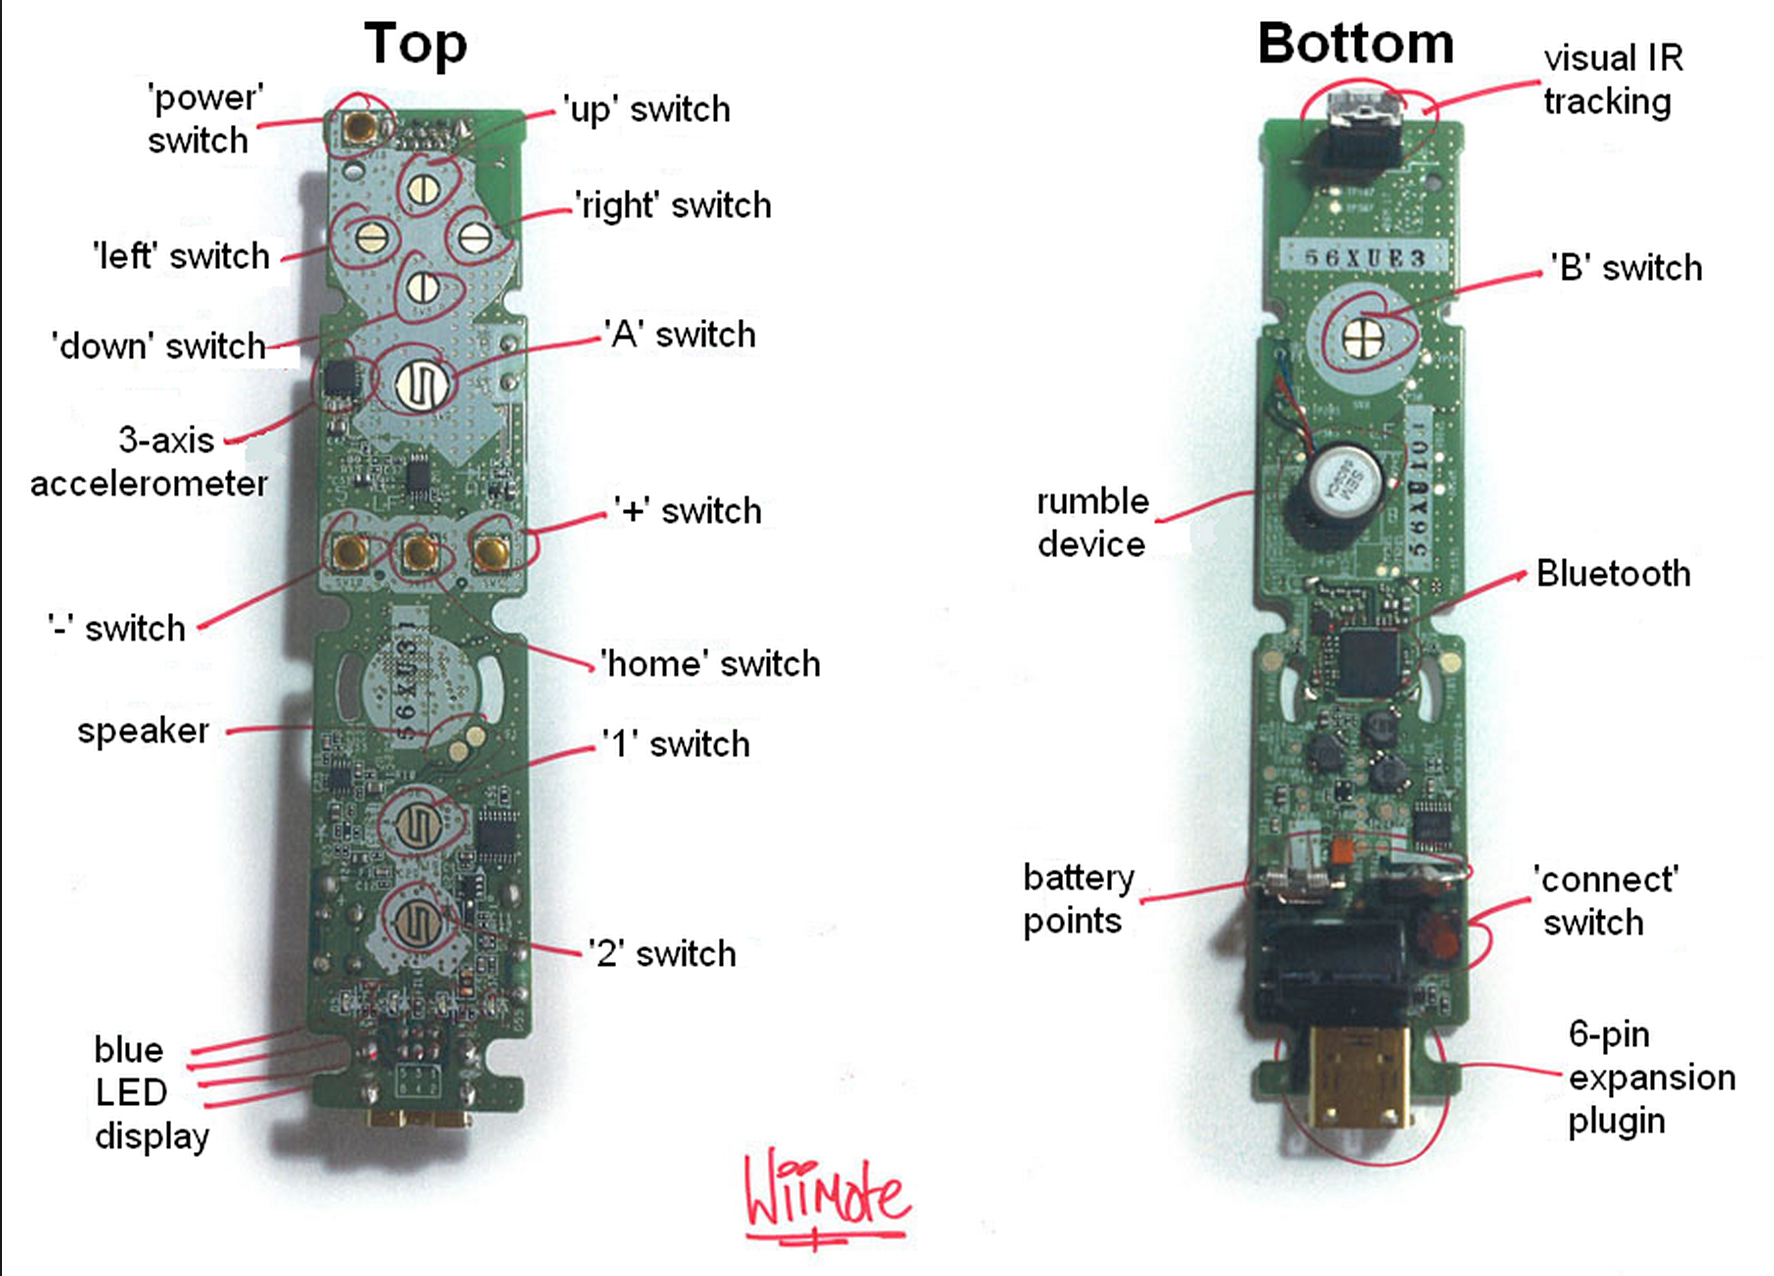 Top
'power'
switch
'up' switch
'right' switch
'left' switch
'down' switch
'A' switch
3-axis
accelerometer
'+' switch
'-' switch
'home' switch
56XU31
speaker
'1' switch
'2' switch
blue
LED
display
Bottom
visual IR
tracking
56XUE3
'B' switch
rumble
device
56XU101
Bluetooth
battery
points
'connect'
switch
6-pin
expansion
plugin
Wiimote